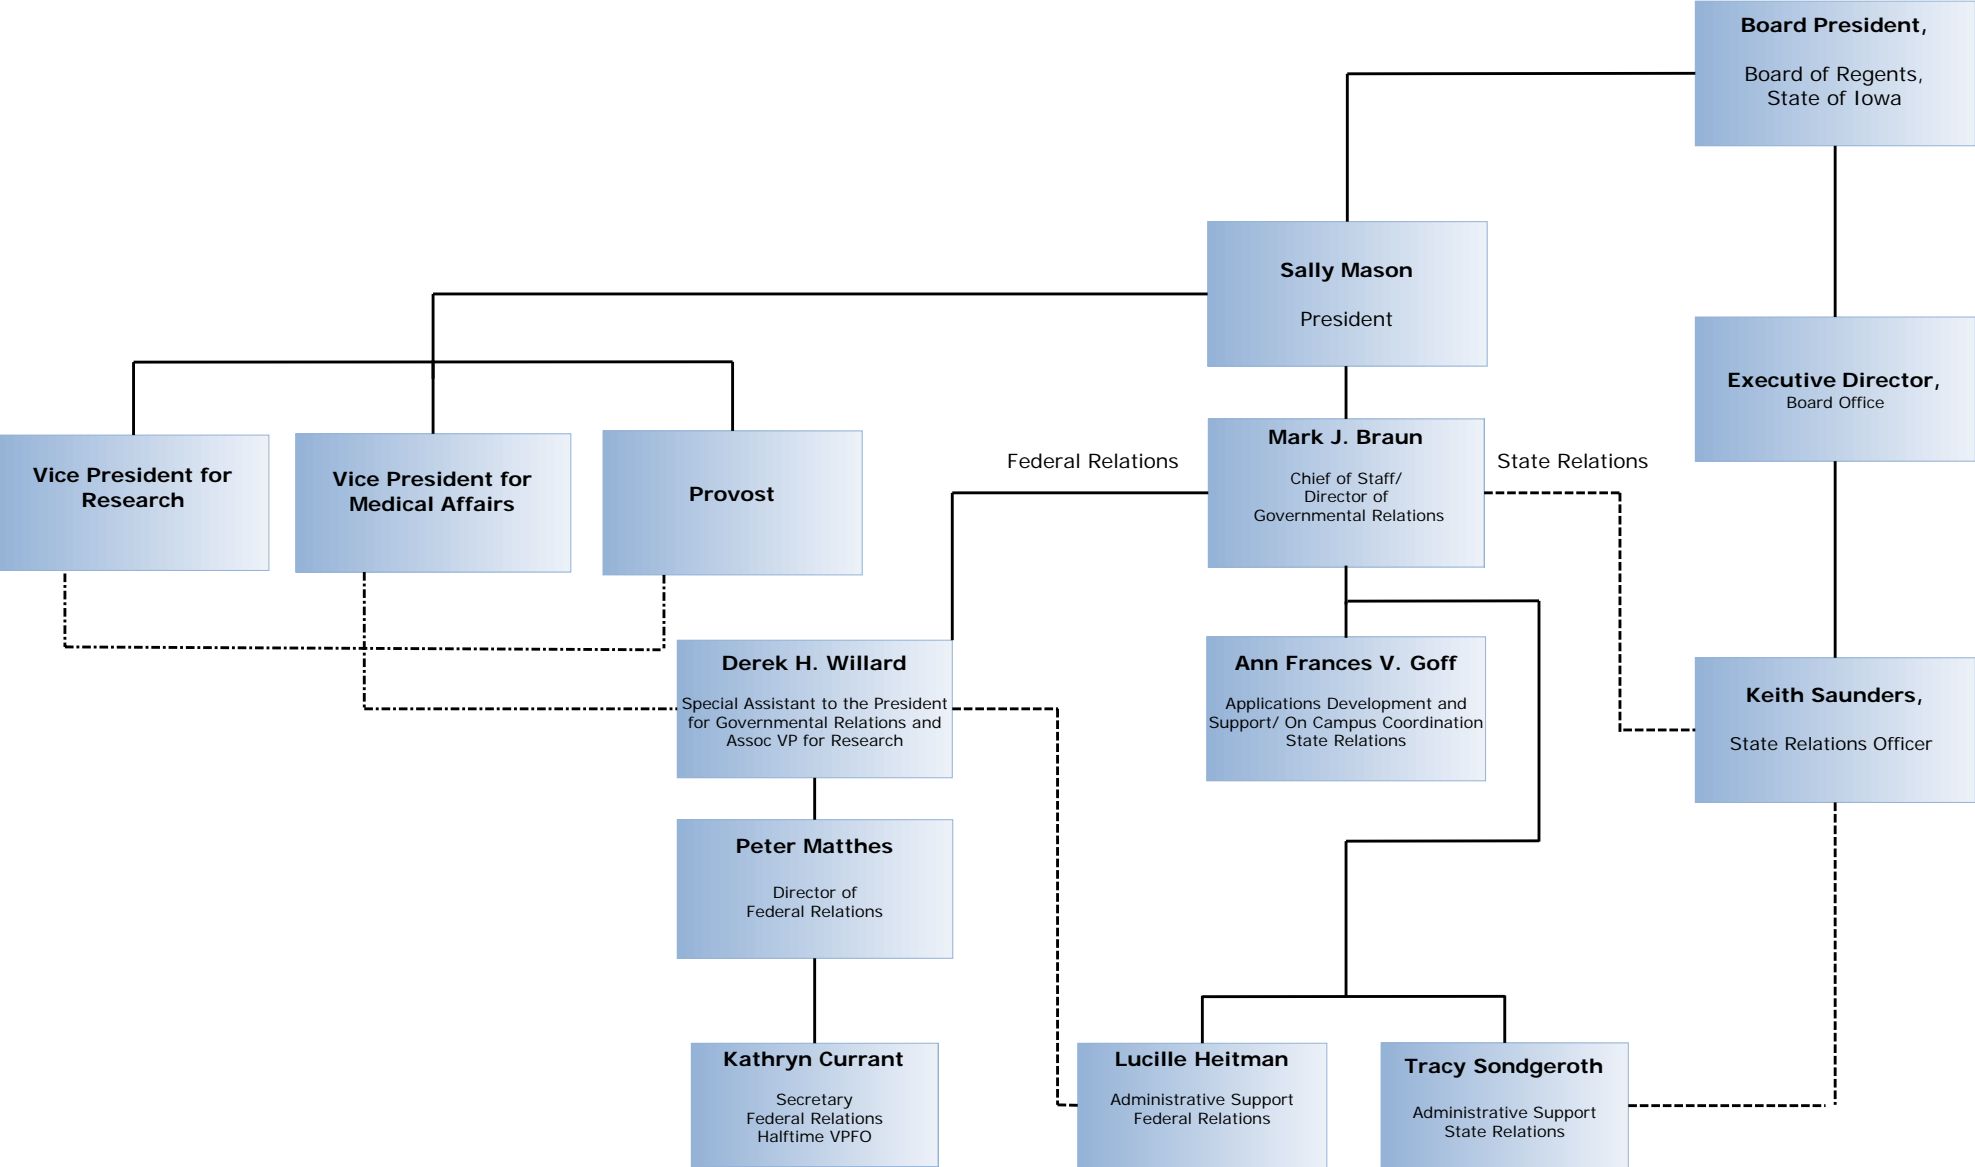 Board President,
Board of Regents,
State of Iowa
Sally Mason
President
Executive Director,
Board Office
Vice President for
Research
Vice President for
Medical Affairs
Provost
Federal Relations
Mark J. Braun
Chief of Staff/
Director of
Governmental Relations
State Relations
Derek H. Willard
Special Assistant to the President
for Governmental Relations and
Assoc VP for Research
Ann Frances V. Goff
Applications Development and
Support/ On Campus Coordination
State Relations
Keith Saunders,
State Relations Officer
Peter Matthes
Director of
Federal Relations
Kathryn Currant
Secretary
Federal Relations
Halftime VPFO
Lucille Heitman
Administrative Support
Federal Relations
Tracy Sondgeroth
Administrative Support
State Relations